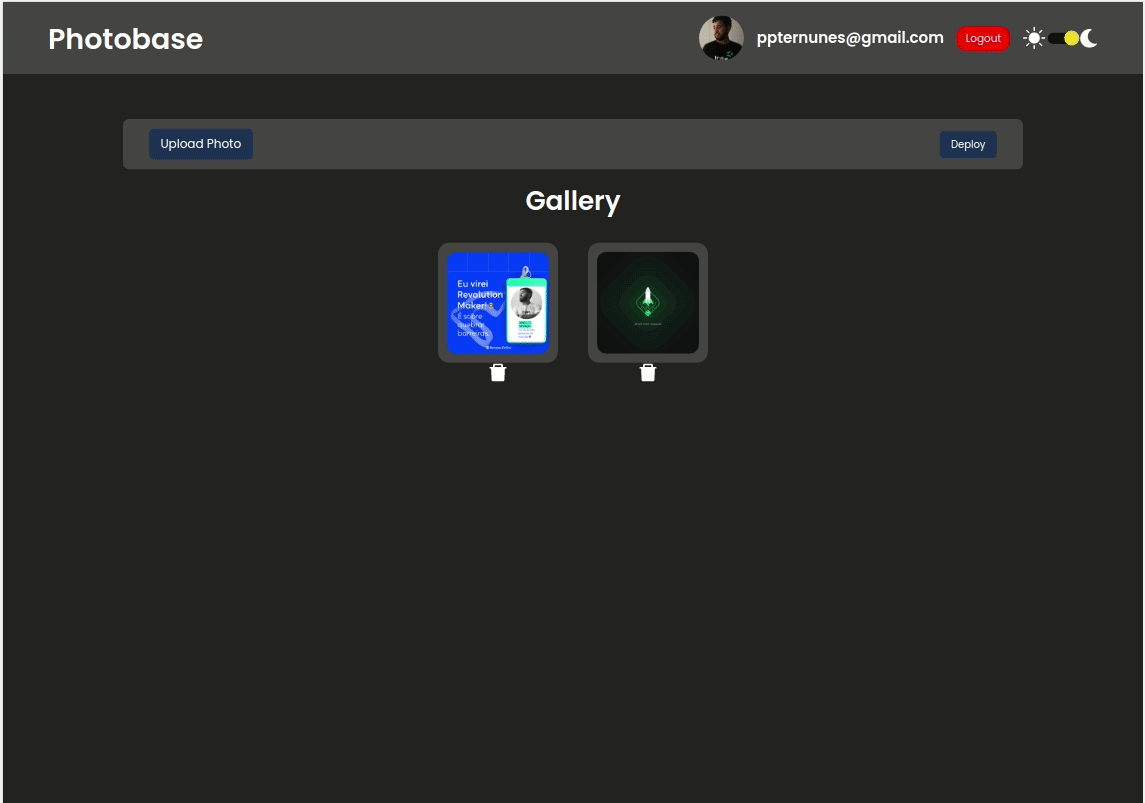 Photobase
ppternunes@gmail.com
Logout
Upload Photo
Deploy
Gallery
Eu virei
Revolution
Maker!
E sobre
quebrar
barreiras.